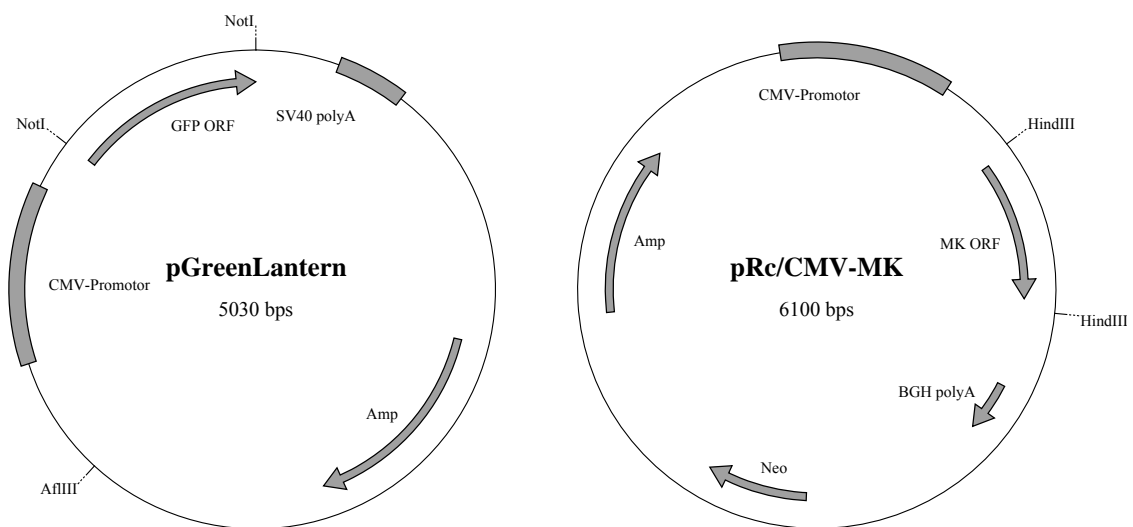 NotI
NotI
GFP ORF
SV40 polyA
CMV-Promotor
pGreenLantern
5030 bps
Amp
AflIII
CMV-Promotor
HindIII
MK ORF
Amp
pRc/CMV-MK
6100 bps
HindIII
BGH polyA
Neo